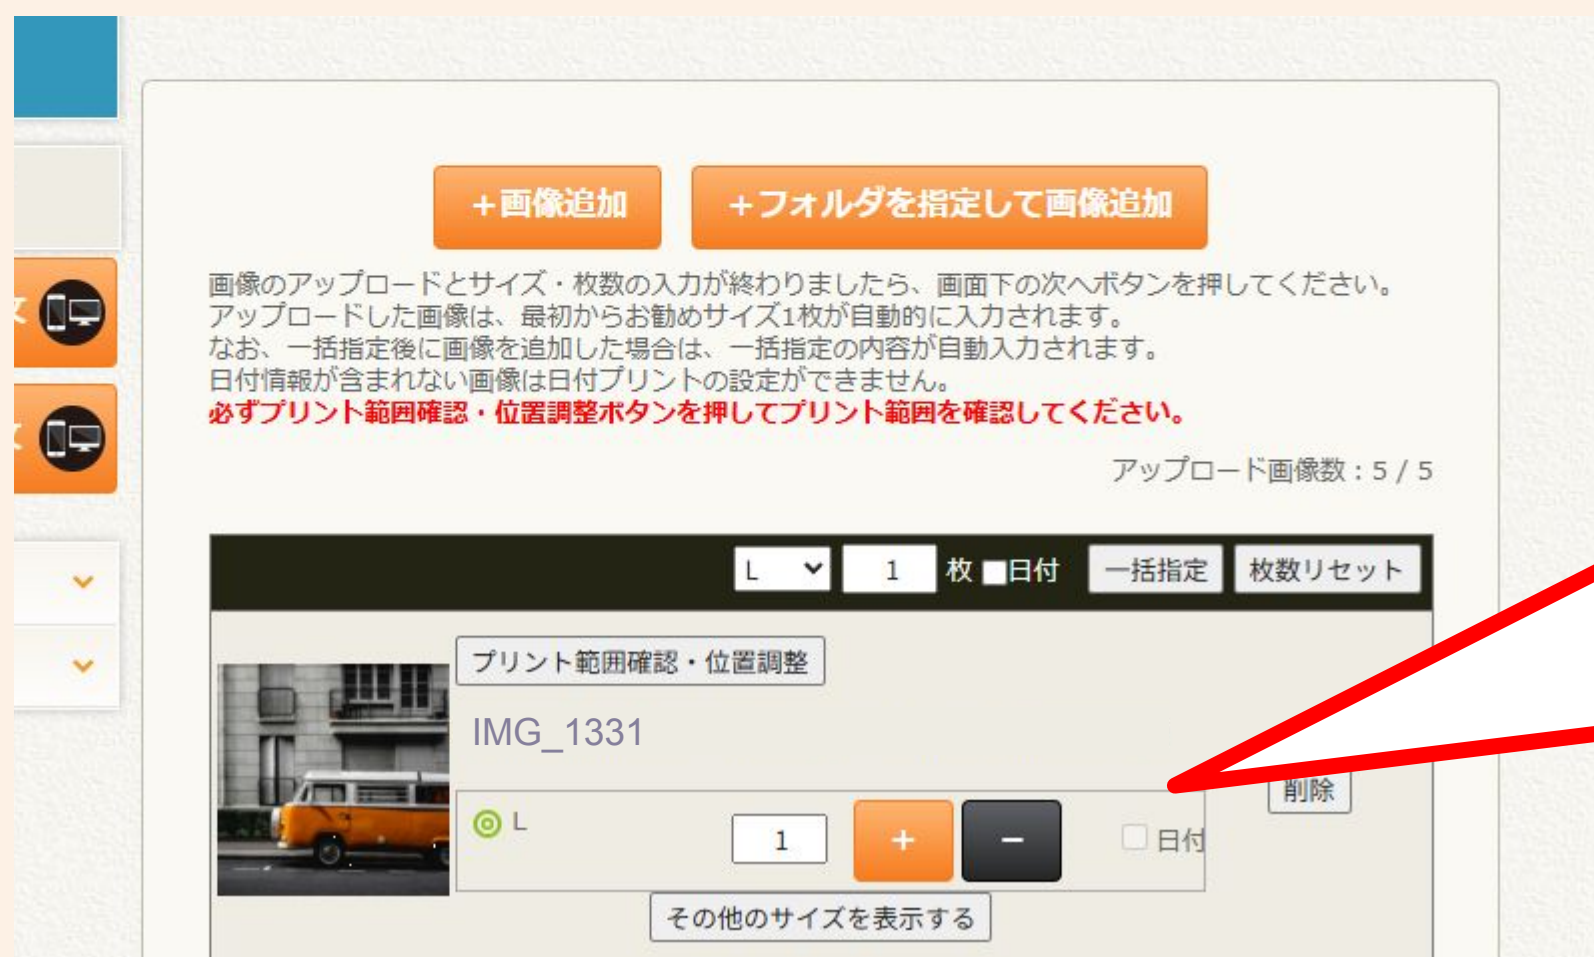 ＋画像追加
＋フォルダを指定して画像追加
画像のアップロードとサイズ・枚数の入力が終わりましたら、画面下の次へボタンを押してください。
アップロードした画像は、最初からお勧めサイズ1枚が自動的に入力されます。
なお、一括指定後に画像を追加した場合は、一括指定の内容が自動入力されます。
日付情報が含まれない画像は日付プリントの設定ができません。
必ずプリント範囲確認・位置調整ボタンを押してプリント範囲を確認してください。
アップロード画像数：5 / 5
L 1 枚 日付 一括指定 枚数リセット
プリント範囲確認・位置調整
IMG_1331
削除
L 1 + − 日付
その他のサイズを表示する